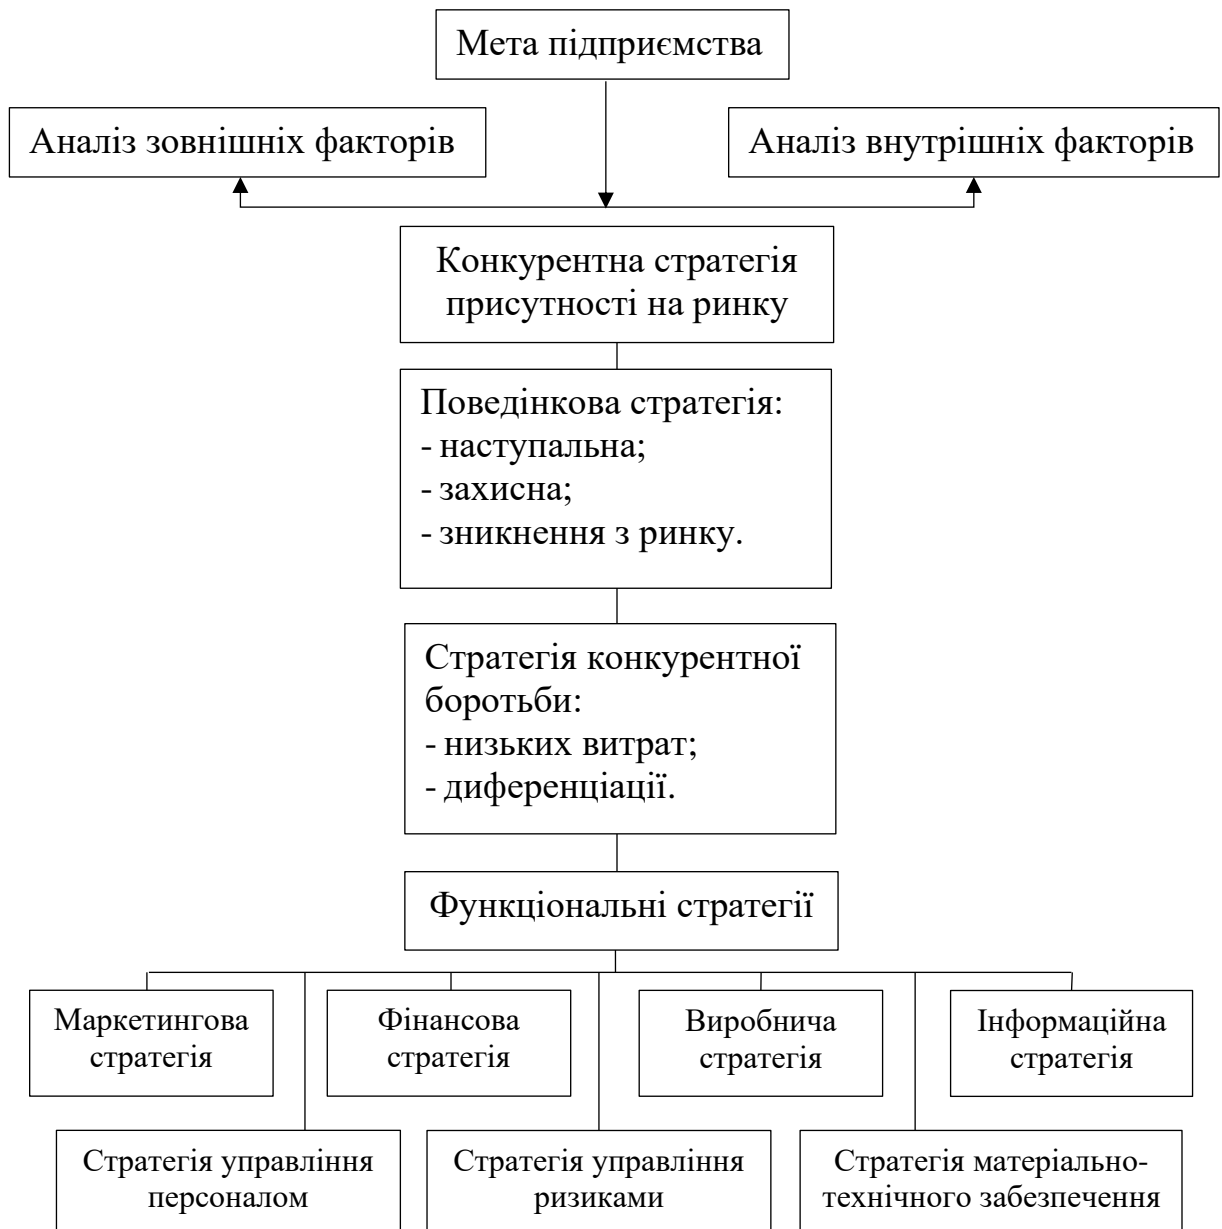 Мета підприємства
Аналіз зовнішніх факторів
Аналіз внутрішніх факторів
Конкурентна стратегія
присутності на ринку
Поведінкова стратегія:
- наступальна;
- захисна;
- зникнення з ринку.
Стратегія конкурентної
боротьби:
- низьких витрат;
- диференціації.
Функціональні стратегії
Маркетингова
стратегія
Фінансова
стратегія
Виробнича
стратегія
Інформаційна
стратегія
Стратегія управління
персоналом
Стратегія управління
ризиками
Стратегія матеріально-
технічного забезпечення